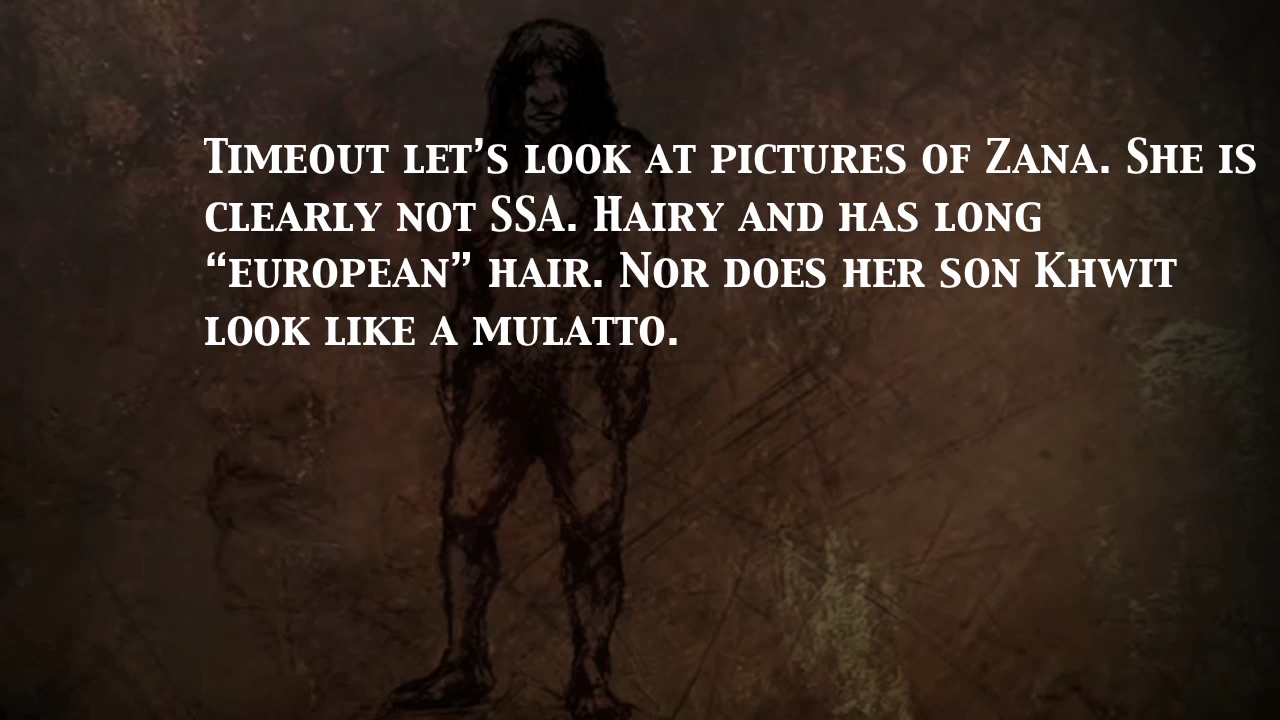 Timeout let’s look at pictures of Zana. She is
clearly not SSA. Hairy and has long
“european” hair. Nor does her son Khwit
look like a mulatto.